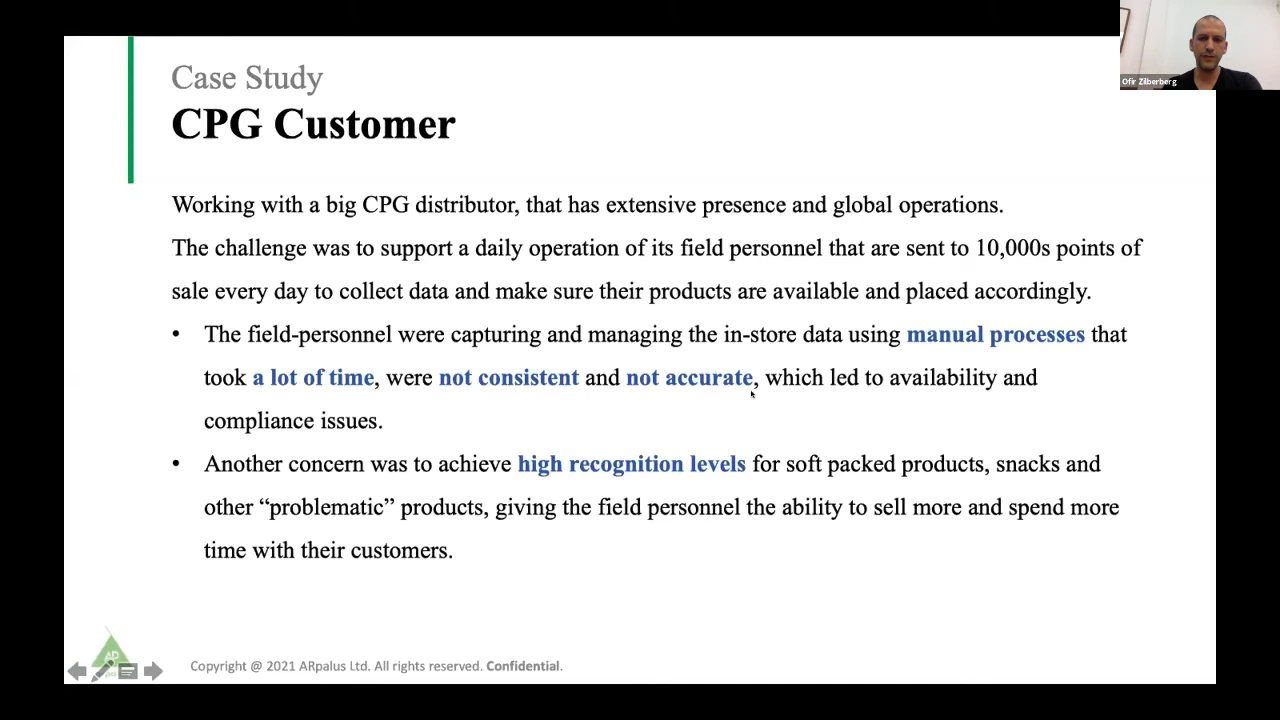 Ofir Zilberberg
Case Study
CPG Customer
Working with a big CPG distributor, that has extensive presence and global operations.
The challenge was to support a daily operation of its field personnel that are sent to 10,000s points of
sale every day to collect data and make sure their products are available and placed accordingly.
• The field-personnel were capturing and managing the in-store data using manual processes that
took a lot of time, were not consistent and not accurate, which led to availability and
compliance issues.
• Another concern was to achieve high recognition levels for soft packed products, snacks and
other “problematic” products, giving the field personnel the ability to sell more and spend more
time with their customers.
Copyright @ 2021 ARpalus Ltd. All rights reserved. Confidential.